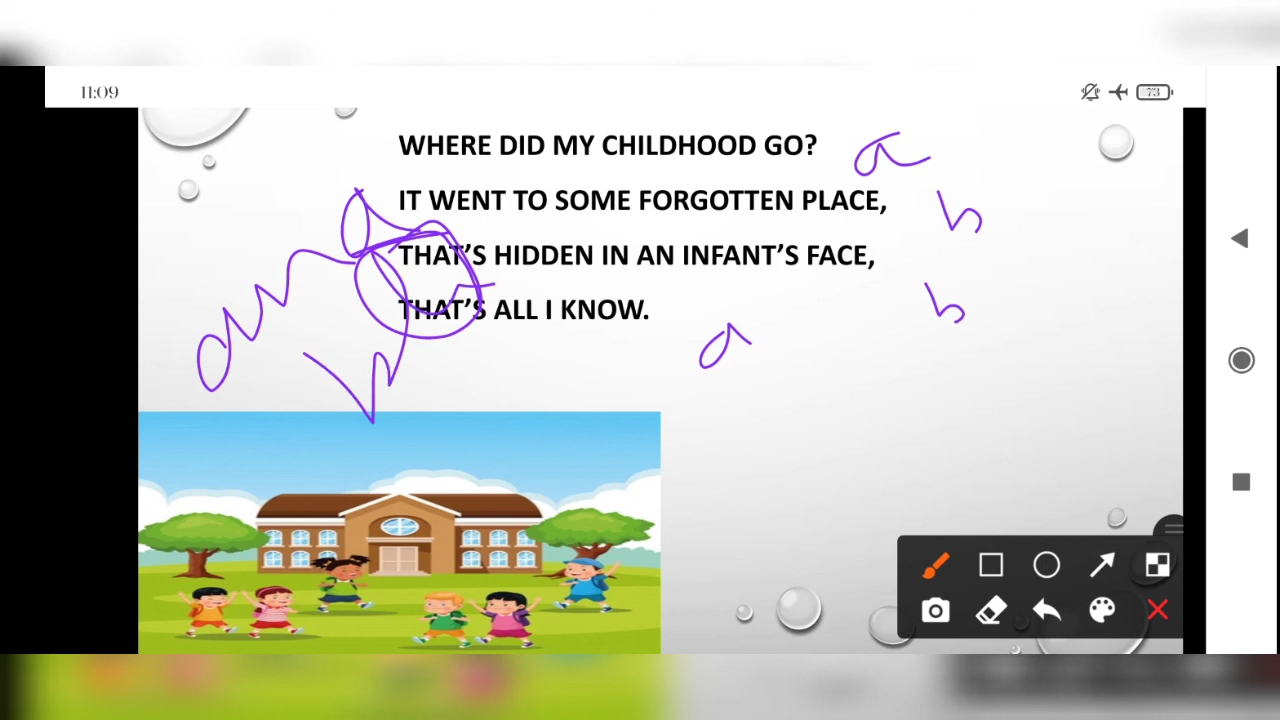 11:09
73
WHERE DID MY CHILDHOOD GO?
a
IT WENT TO SOME FORGOTTEN PLACE,
b
THAT'S HIDDEN IN AN INFANT'S FACE,
b
THAT'S ALL I KNOW.
a